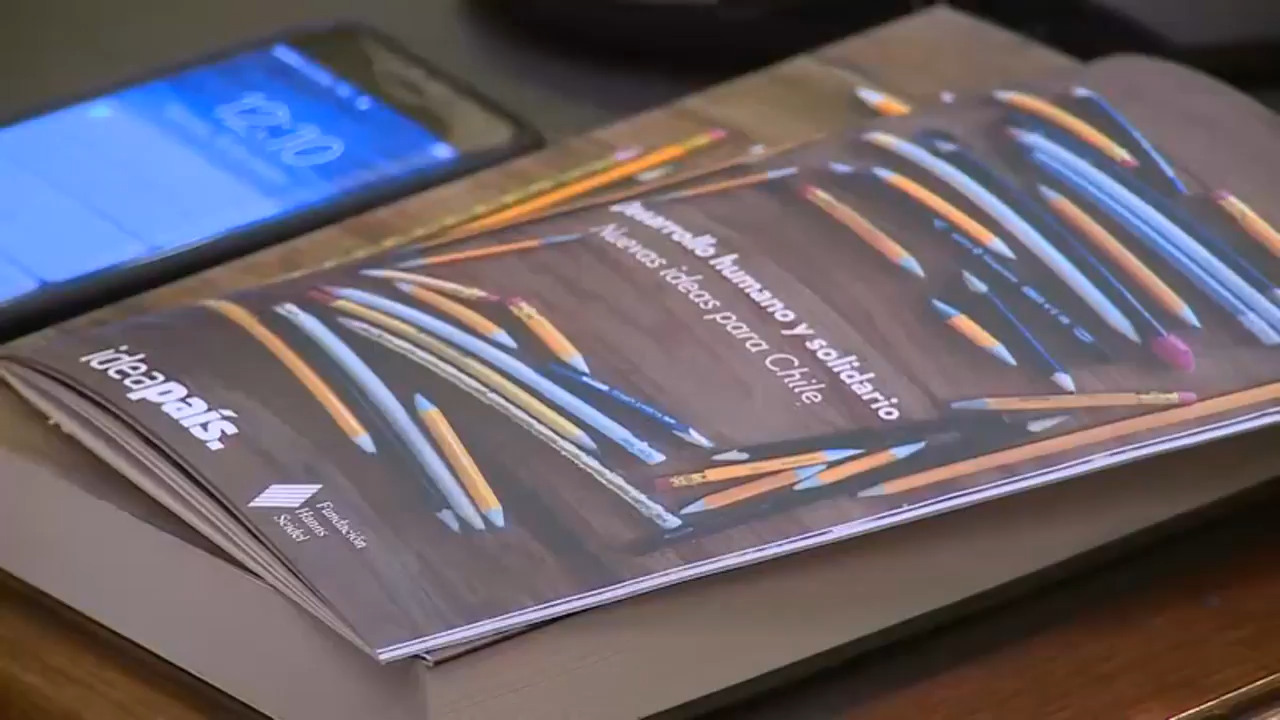 12:10
Desarrollo humano y solidario
Nuevas ideas para Chile
ideapaís.
Fundación
Hanns
Seidel